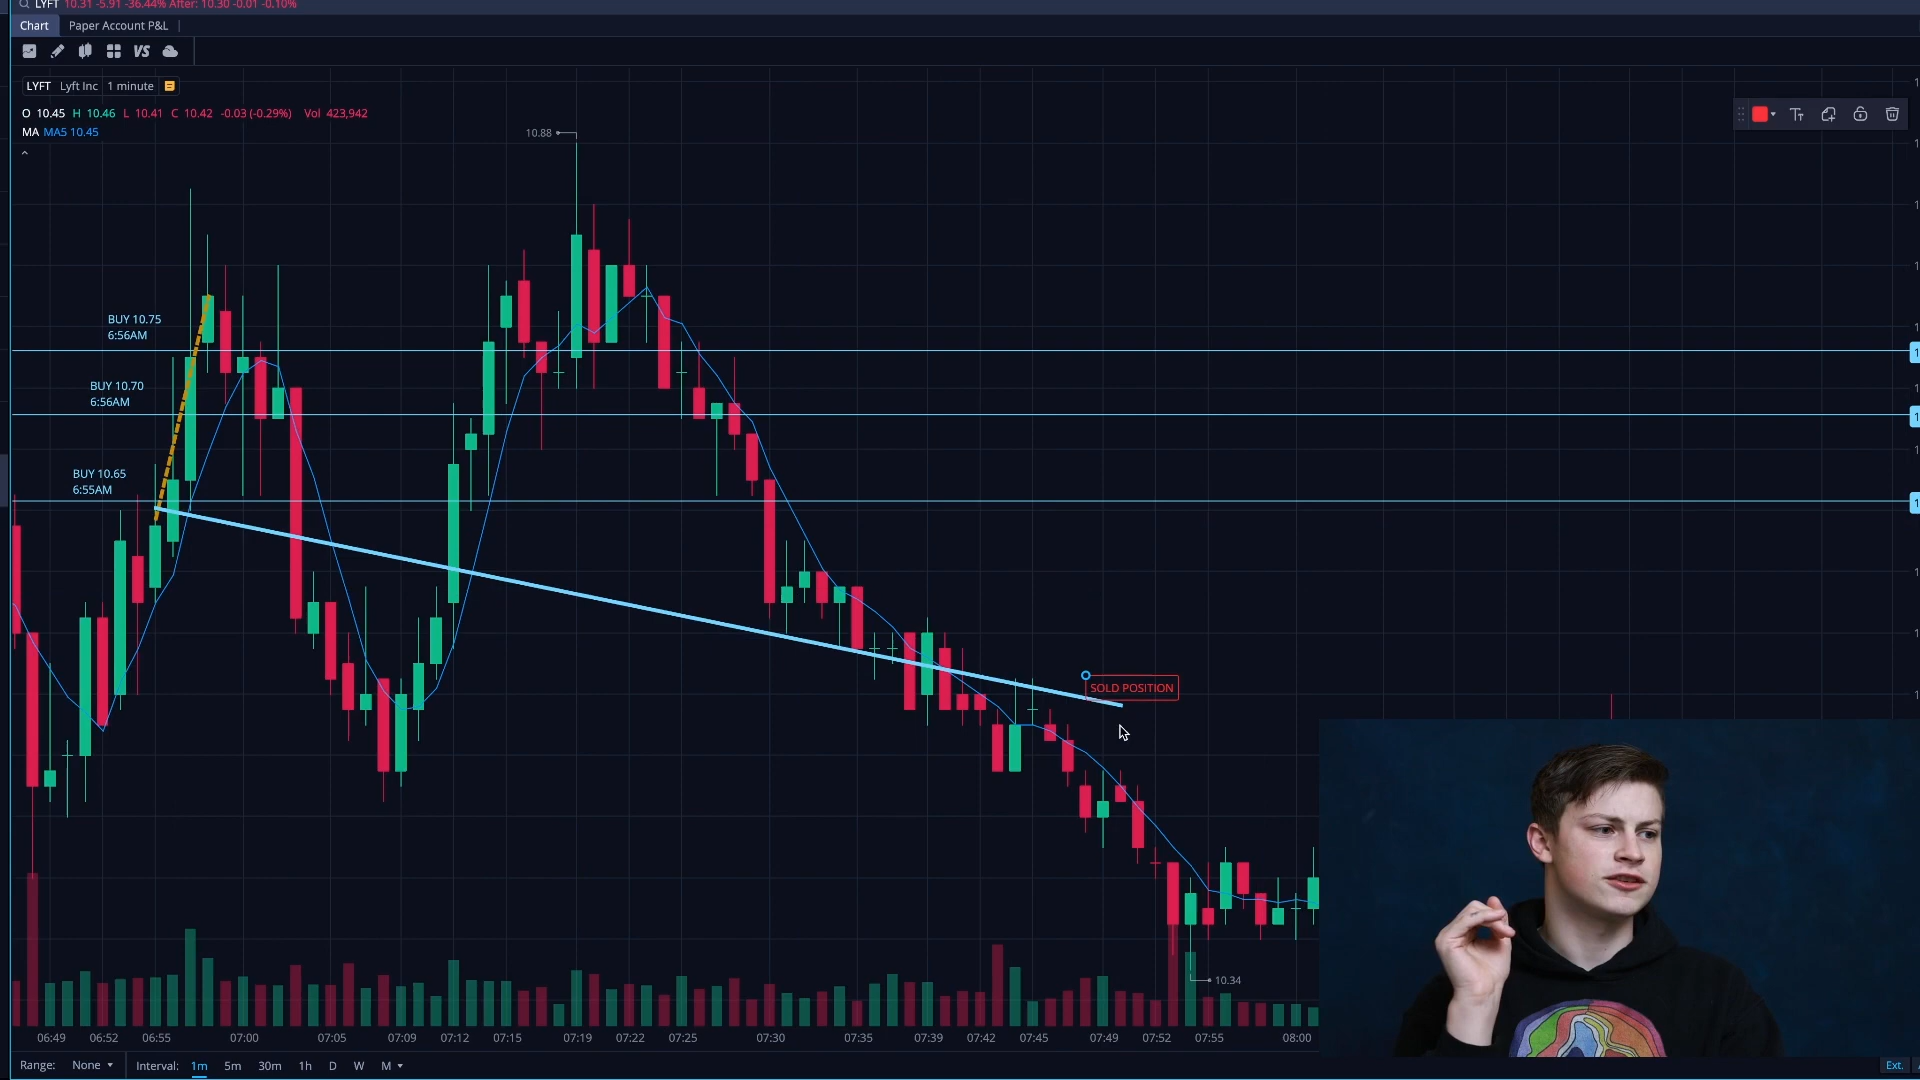 LYFT 10.31 -5.91 -36.44% After: 10.30 -0.01 -0.10%
Chart Paper Account P&L
VS
LYFT Lyft Inc 1 minute
O 10.45 H 10.46 L 10.41 C 10.42 -0.03 (-0.29%) Vol 423,942
MA MA5 10.45
10.88
BUY 10.75
6:56AM
BUY 10.70
6:56AM
BUY 10.65
6:55AM
SOLD POSITION
10.34
06:49 06:52 06:55 07:00 07:05 07:09 07:12 07:15 07:19 07:22 07:25 07:30 07:35 07:39 07:42 07:45 07:49 07:52 07:55 08:00
Range: None Interval: 1m 5m 30m 1h D W M Ext.